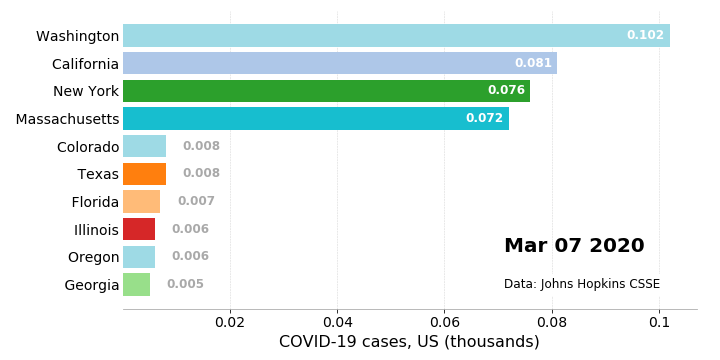 Washington 0.102
California 0.081
New York 0.076
Massachusetts 0.072
Colorado 0.008
Texas 0.008
Florida 0.007
Illinois 0.006
Oregon 0.006
Georgia 0.005
Mar 07 2020
Data: Johns Hopkins CSSE
0.02 0.04 0.06 0.08 0.1
COVID-19 cases, US (thousands)